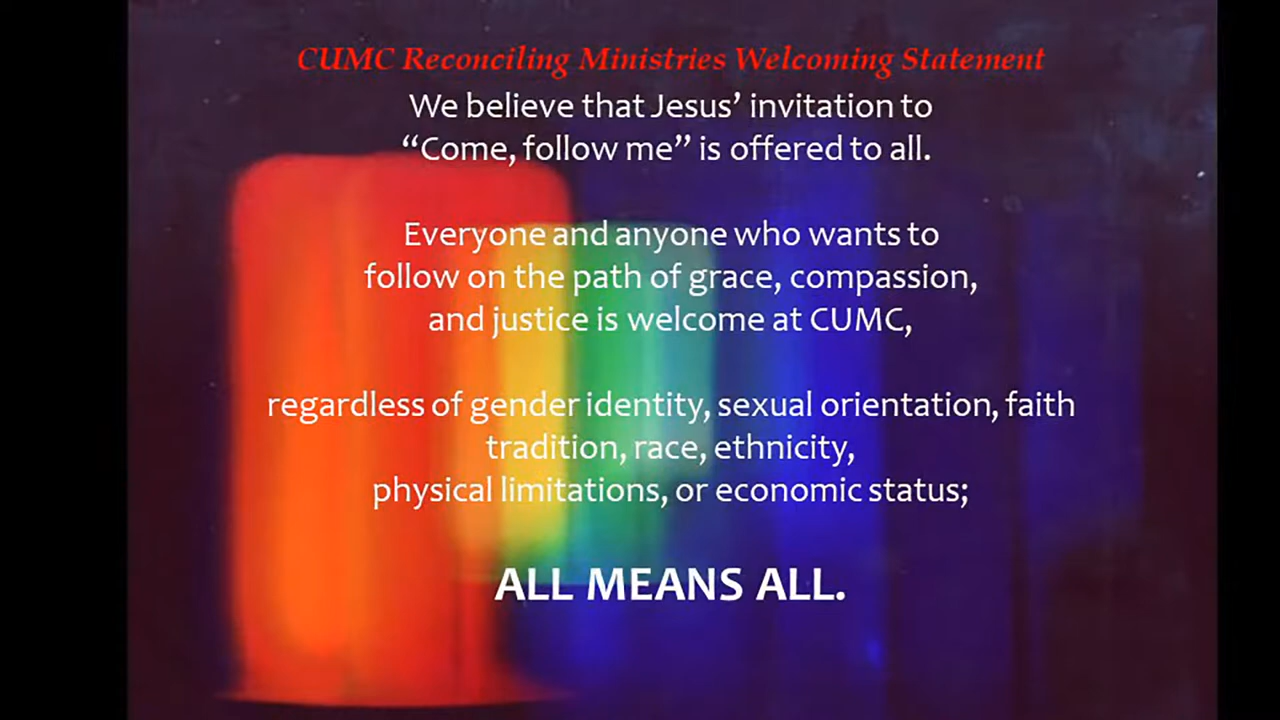 CUMC Reconciling Ministries Welcoming Statement
We believe that Jesus’ invitation to
“Come, follow me” is offered to all.
Everyone and anyone who wants to
follow on the path of grace, compassion,
and justice is welcome at CUMC,
regardless of gender identity, sexual orientation, faith
tradition, race, ethnicity,
physical limitations, or economic status;
ALL MEANS ALL.